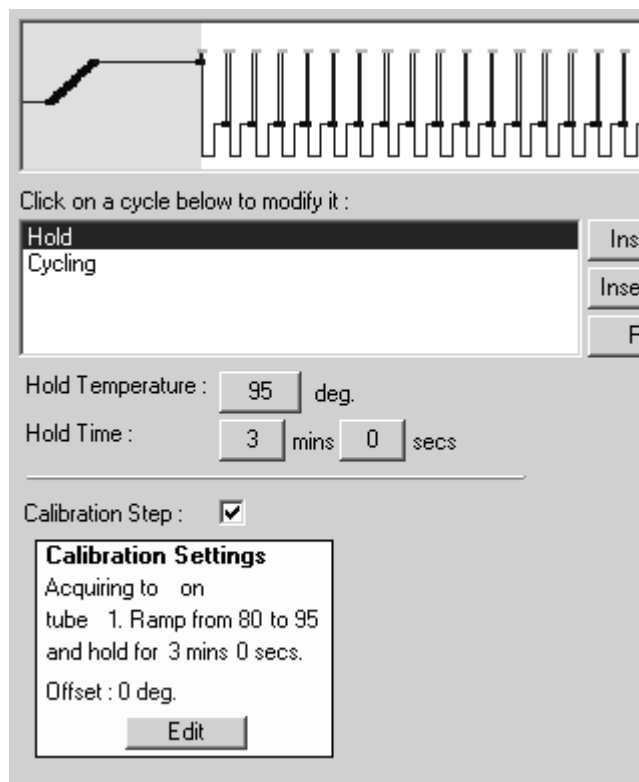 Click on a cycle below to modify it :
Hold
Cycling
Ins
Inse
Hold Temperature : 95 deg.
Hold Time : 3 mins 0 secs
Calibration Step :
Calibration Settings
Acquiring to on
tube 1. Ramp from 80 to 95
and hold for 3 mins 0 secs.
Offset : 0 deg.
Edit